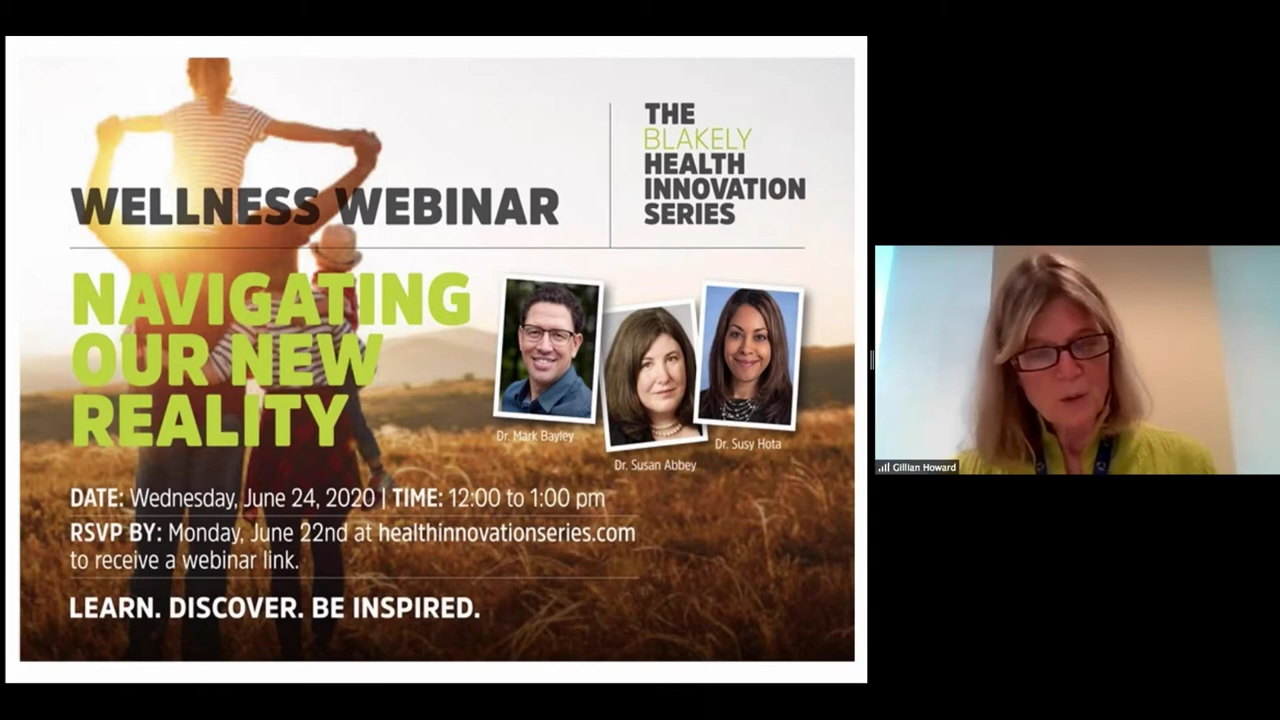 WELLNESS WEBINAR
THE
BLAKELY
HEALTH
INNOVATION
SERIES
NAVIGATING
OUR NEW
REALITY
Dr. Mark Bayley
Dr. Susan Abbey
Dr. Susy Hota
DATE: Wednesday, June 24, 2020 | TIME: 12:00 to 1:00 pm
RSVP BY: Monday, June 22nd at healthinnovationseries.com
to receive a webinar link.
LEARN. DISCOVER. BE INSPIRED.
Gillian Howard